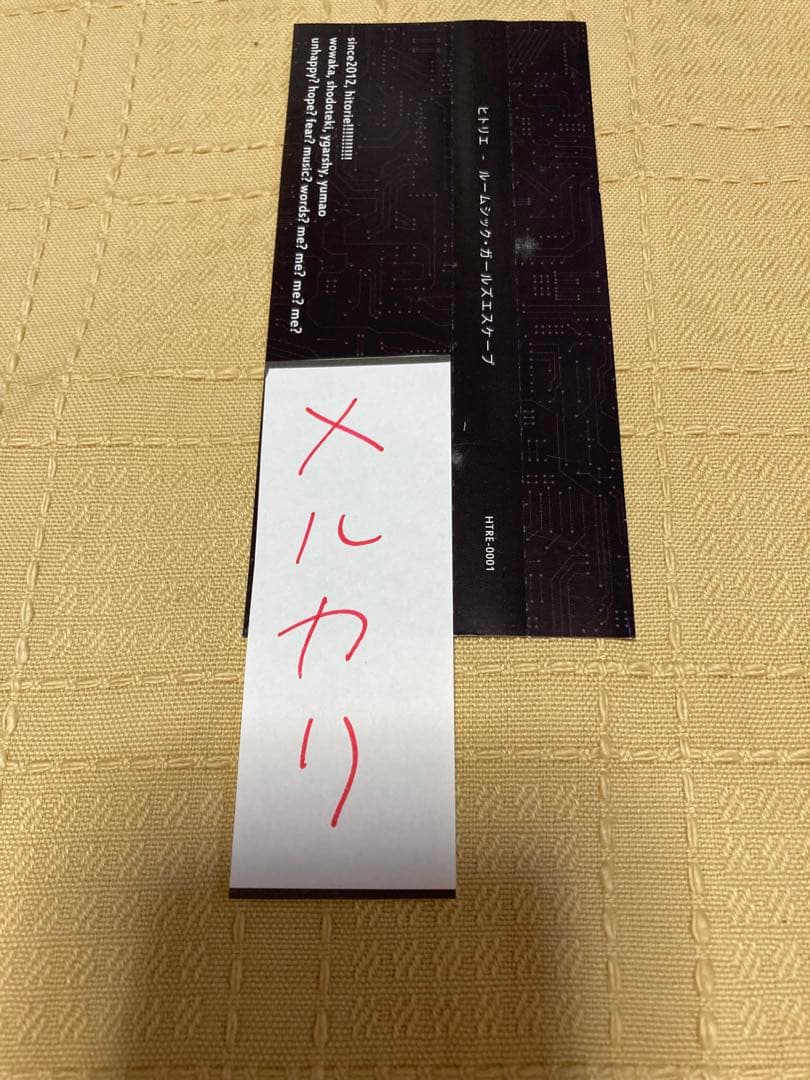 since2012, hitorie!!!!!!!!!!
wowaka, shodoteki, ygarshy, yumao
unhappy? hope? fear? music? words? me? me? me? me?
ヒトリエ - ルームシック・ガールズエスケープ
HTRE-0001
メルカリ